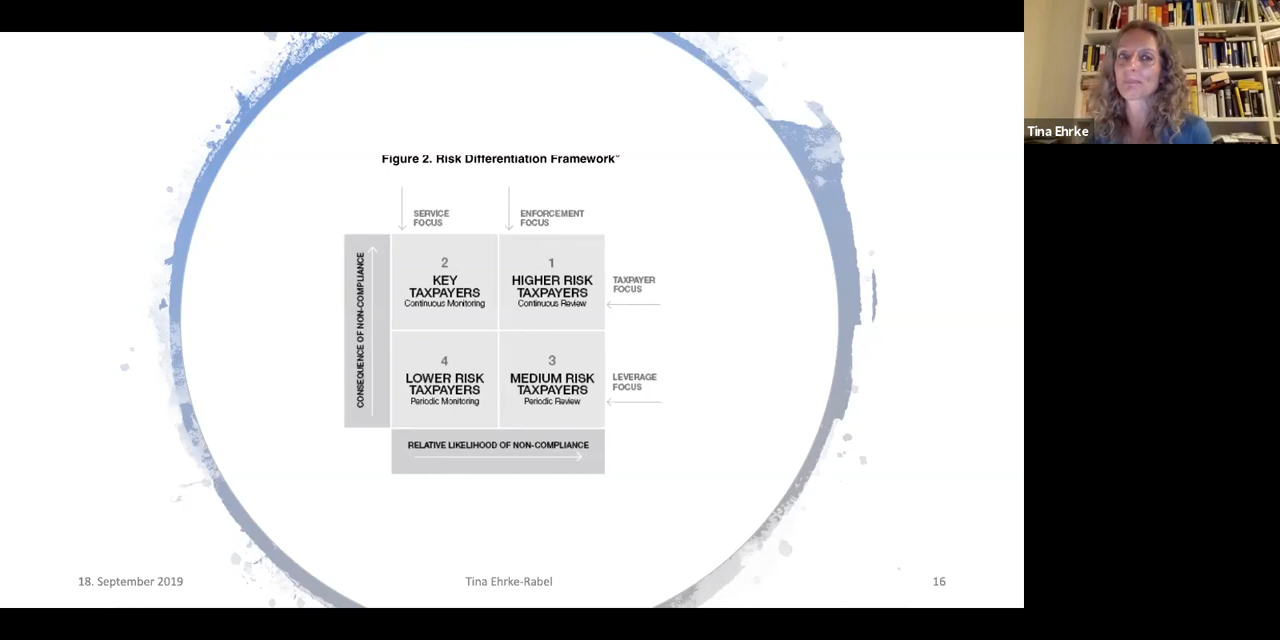 Figure 2. Risk Differentiation Framework"
SERVICE
FOCUS
ENFORCEMENT
FOCUS
2
KEY
TAXPAYERS
Continuous Monitoring
1
HIGHER RISK
TAXPAYERS
Continuous Review
TAXPAYER
FOCUS
CONSEQUENCE OF NON-COMPLIANCE
4
LOWER RISK
TAXPAYERS
Periodic Monitoring
3
MEDIUM RISK
TAXPAYERS
Periodic Review
LEVERAGE
FOCUS
RELATIVE LIKELIHOOD OF NON-COMPLIANCE
18. September 2019
Tina Ehrke-Rabel
16
Tina Ehrke